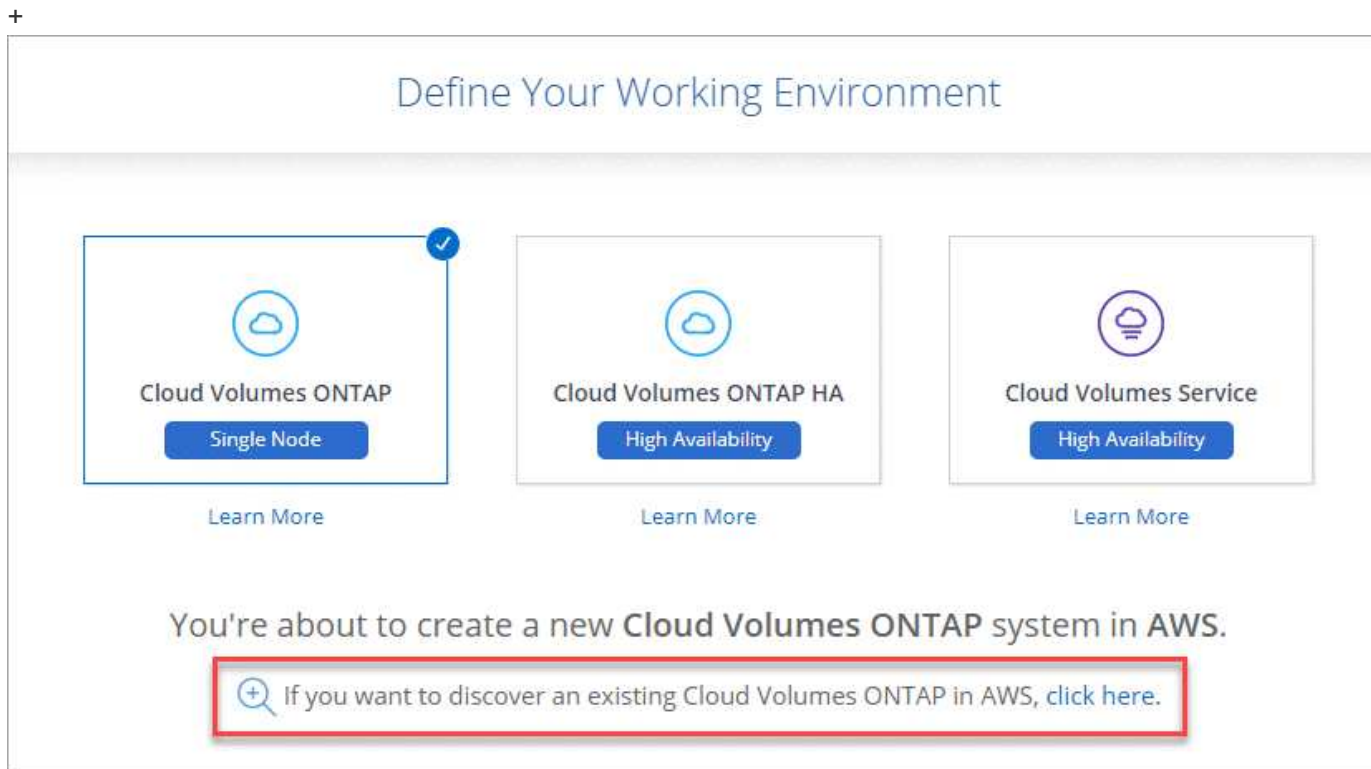 +
Define Your Working Environment
Cloud Volumes ONTAP
Single Node
Learn More
Cloud Volumes ONTAP HA
High Availability
Learn More
Cloud Volumes Service
High Availability
Learn More
You're about to create a new Cloud Volumes ONTAP system in AWS.
If you want to discover an existing Cloud Volumes ONTAP in AWS, click here.